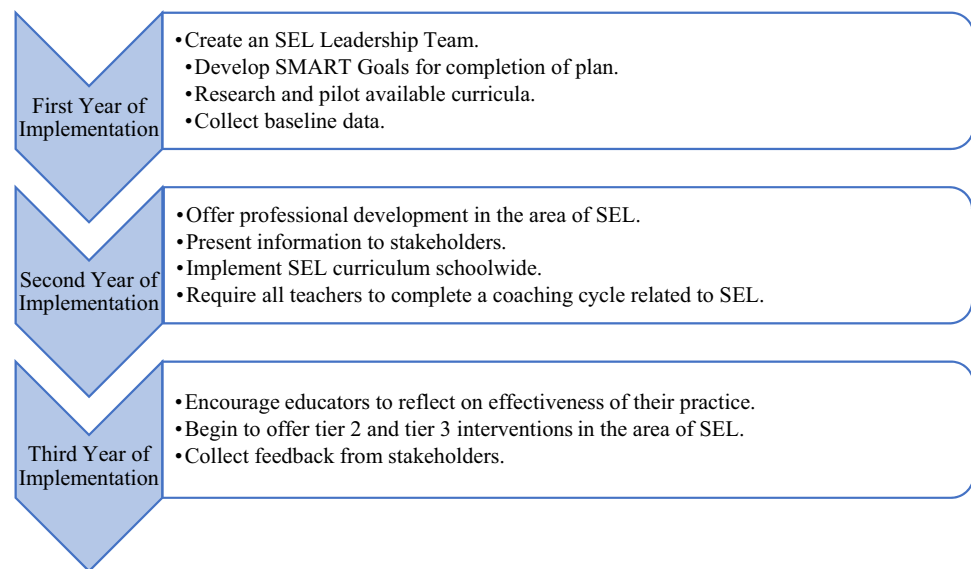 First Year of
Implementation
•Create an SEL Leadership Team.
•Develop SMART Goals for completion of plan.
•Research and pilot available curricula.
•Collect baseline data.
Second Year of
Implementation
•Offer professional development in the area of SEL.
•Present information to stakeholders.
•Implement SEL curriculum schoolwide.
•Require all teachers to complete a coaching cycle related to SEL.
Third Year of
Implementation
•Encourage educators to reflect on effectiveness of their practice.
•Begin to offer tier 2 and tier 3 interventions in the area of SEL.
•Collect feedback from stakeholders.